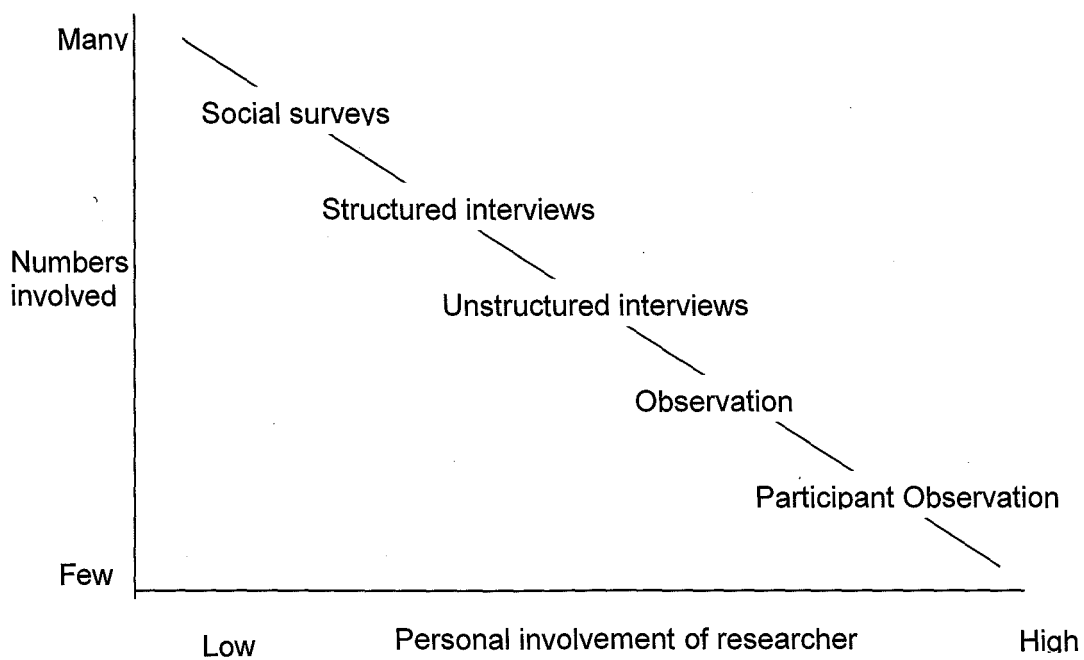 Many
Social surveys
Structured interviews
Numbers
involved
Unstructured interviews
Observation
Participant Observation
Few
Low
Personal involvement of researcher
High